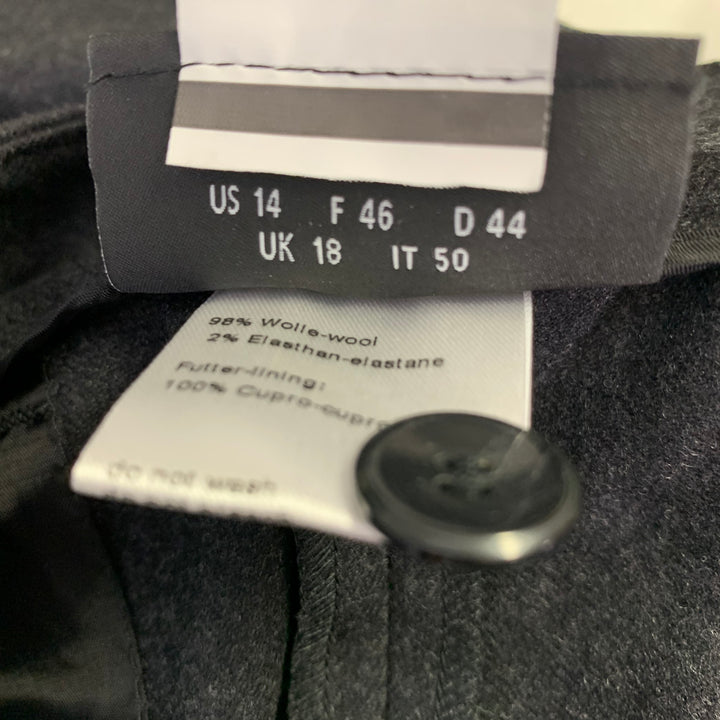 US 14 F 46 D 44
UK 18 IT 50
98% Wolle-wool
2% Elasthan-elastane
Futter-lining:
100% Cupro-cupro
do not wash